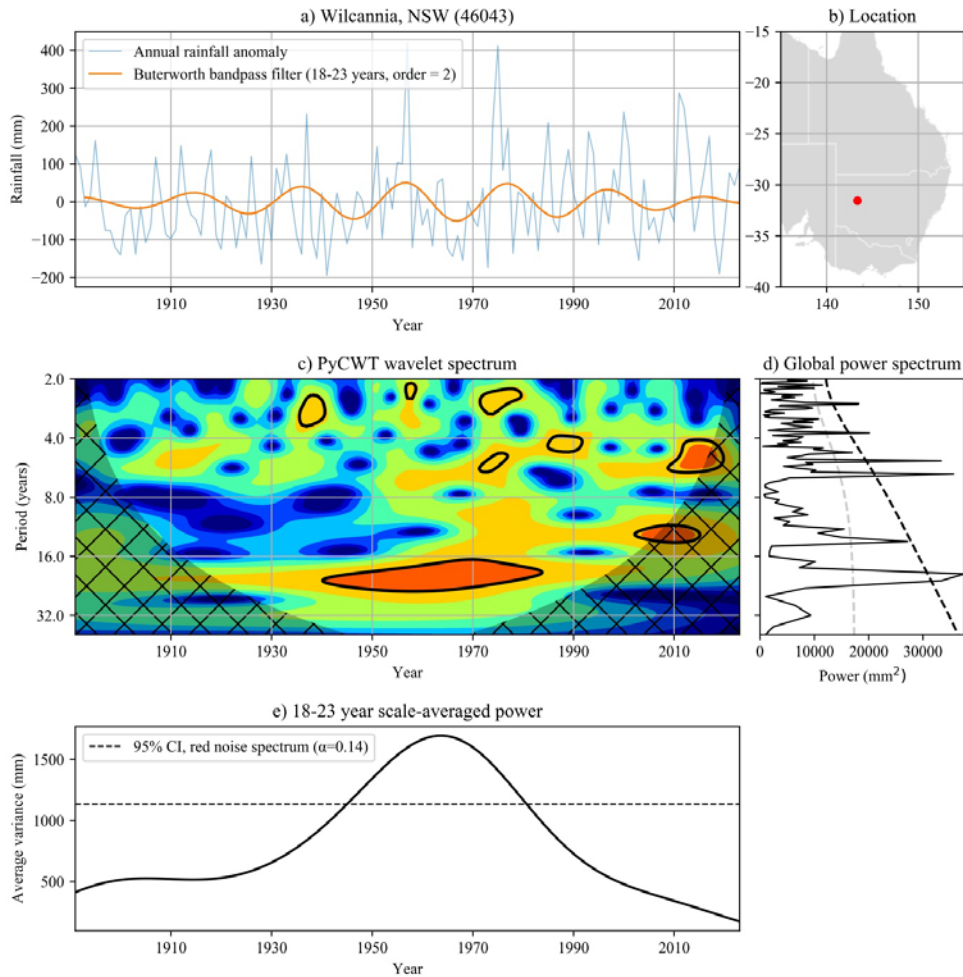 a) Wilcannia, NSW (46043)
400
300
200
100
0
−100
−200
Rainfall (mm)
Annual rainfall anomaly
Buterworth bandpass filter (18-23 years, order = 2)
1910 1930 1950 1970 1990 2010
Year
b) Location
−15
−20
−25
−30
−35
−40
140 150
c) PyCWT wavelet spectrum
2.0
4.0
8.0
16.0
32.0
Period (years)
1910 1930 1950 1970 1990 2010
Year
d) Global power spectrum
0 10000 20000 30000
Power (mm²)
e) 18-23 year scale-averaged power
1500
1000
500
Average variance (mm)
95% CI, red noise spectrum (α=0.14)
1910 1930 1950 1970 1990 2010
Year